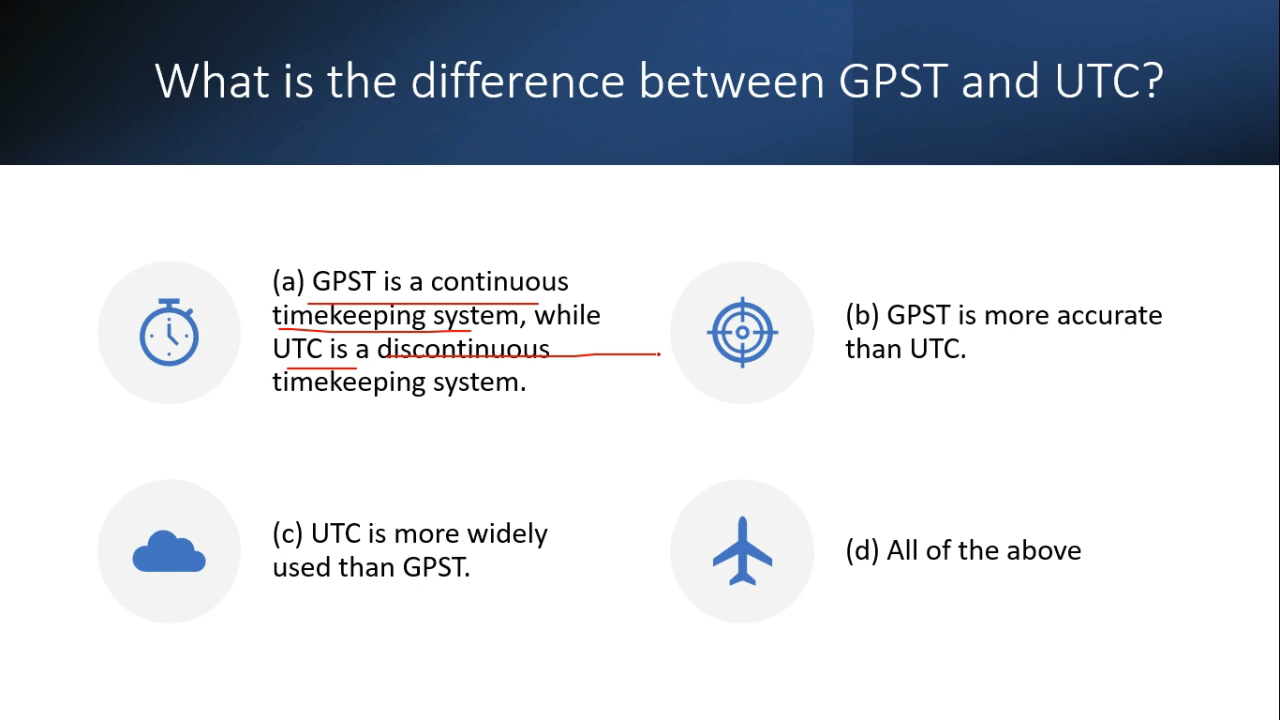 What is the difference between GPST and UTC?
(a) GPST is a continuous
timekeeping system, while
UTC is a discontinuous
timekeeping system.
(b) GPST is more accurate
than UTC.
(c) UTC is more widely
used than GPST.
(d) All of the above